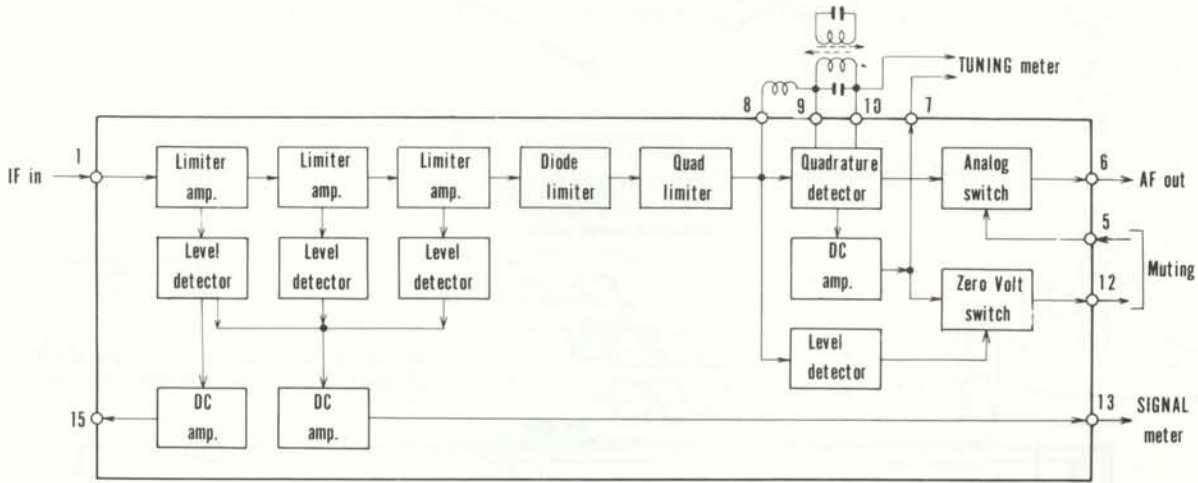 8
9
10
7
TUNING meter
1
IF in
Limiter
amp.
Limiter
amp.
Limiter
amp.
Diode
limiter
Quad
limiter
Quadrature
detector
Analog
switch
6
AF out
5
Level
detector
Level
detector
Level
detector
DC
amp.
Zero Volt
switch
Muting
12
Level
detector
15
DC
amp.
DC
amp.
13
SIGNAL
meter